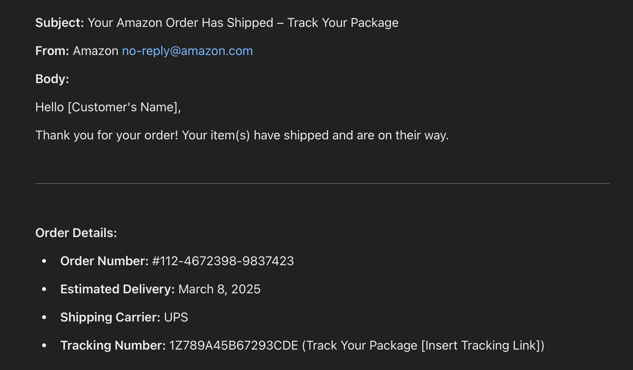 Subject: Your Amazon Order Has Shipped – Track Your Package
From: Amazon no-reply@amazon.com
Body:
Hello [Customer's Name],
Thank you for your order! Your item(s) have shipped and are on their way.
Order Details:
• Order Number: #112-4672398-9837423
• Estimated Delivery: March 8, 2025
• Shipping Carrier: UPS
• Tracking Number: 1Z789A45B67293CDE (Track Your Package [Insert Tracking Link])